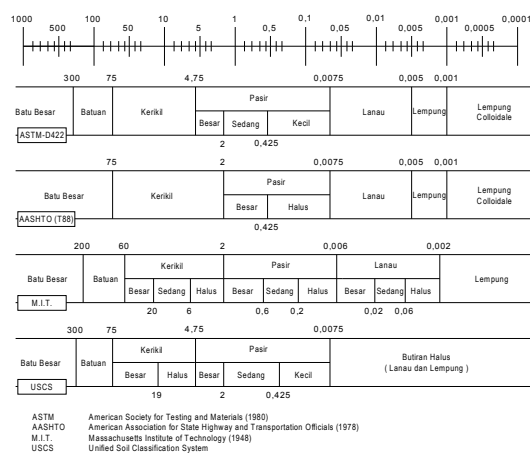 1000 100 10 1 0,1 0,01 0,001 0,0001
500 50 5 0,5 0,05 0,005 0,0005
300 75 4,75 0,0075 0,005 0,001
Batu Besar Batuan Kerikil Pasir Lanau Lempung Lempung Colloidale
Besar Sedang Kecil
ASTM-D422
2 0,425
75 2 0,0075 0,005 0,001
Batu Besar Kerikil Pasir Lanau Lempung Lempung Colloidale
Besar Halus
AASHTO (T88)
0,425
200 60 2 0,006 0,002
Batu Besar Batuan Kerikil Pasir Lanau Lempung
Besar Sedang Halus Besar Sedang Halus Besar Sedang Halus
M.I.T.
20 6 0,6 0,2 0,02 0,06
300 75 4,75 0,0075
Batu Besar Batuan Kerikil Pasir Butiran Halus
( Lanau dan Lempung )
Besar Halus Besar Sedang Kecil
USCS
19 2 0,425
ASTM American Society for Testing and Materials (1980)
AASHTO American Association for State Highway and Transportation Officials (1978)
M.I.T. Massachusetts Institute of Technology (1948)
USCS Unified Soil Classification System